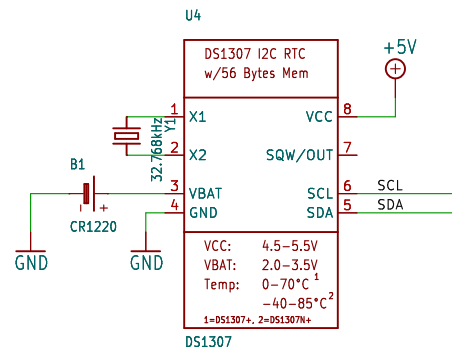 U4
DS1307 I2C RTC
w/56 Bytes Mem
+5V
1 X1
VCC 8
Y1
32.768kHz
2 X2
SQW/OUT 7
B1
3 VBAT
SCL 6 SCL
4 GND
SDA 5 SDA
- +
CR1220
GND
GND
VCC: 4.5-5.5V
VBAT: 2.0-3.5V
Temp: 0-70°C 1
-40-85°C 2
1=DS1307+, 2=DS1307N+
DS1307